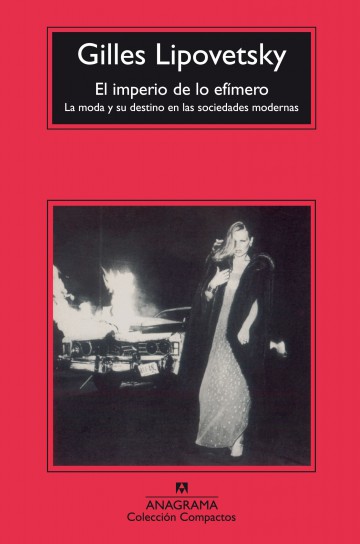 Gilles Lipovetsky
El imperio de lo efímero
La moda y su destino en las sociedades modernas
ANAGRAMA
Colección Compactos